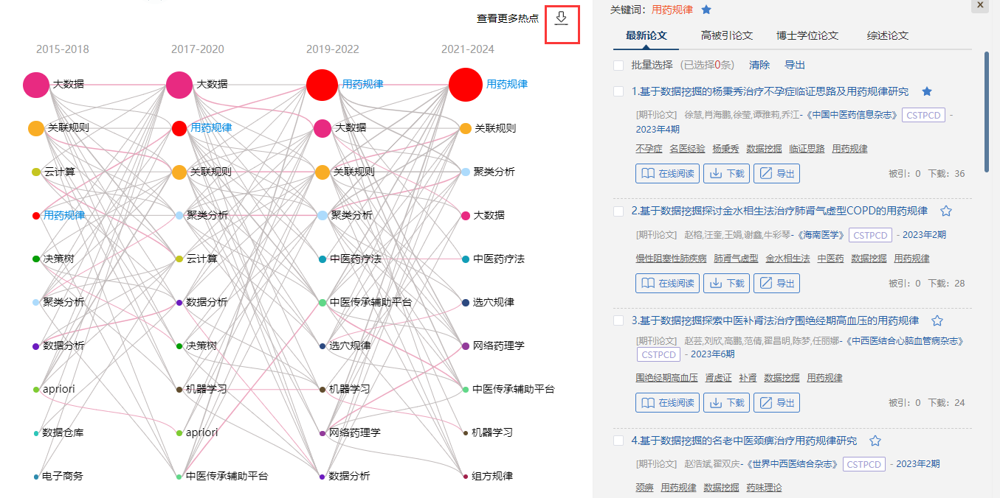 查看更多热点
2015-2018
2017-2020
2019-2022
2021-2024
大数据
大数据
用药规律
用药规律
关联规则
用药规律
大数据
关联规则
云计算
关联规则
关联规则
聚类分析
用药规律
聚类分析
聚类分析
大数据
决策树
云计算
中医药疗法
中医药疗法
聚类分析
数据分析
中医传承辅助平台
选穴规律
数据分析
决策树
选穴规律
网络药理学
apriori
机器学习
机器学习
中医传承辅助平台
数据仓库
apriori
网络药理学
机器学习
电子商务
中医传承辅助平台
数据分析
组方规律
关键词：用药规律
x
最新论文 高被引论文 博士学位论文 综述论文
批量选择 (已选择0条) 清除 导出
1.基于数据挖掘的杨秉秀治疗不孕症临证思路及用药规律研究
[期刊论文] 徐慧,肖海鹏,徐莹,谭雅莉,乔江-《中国中医药信息杂志》 CSTPCD -
2023年4期
不孕症 名医经验 杨秉秀 数据挖掘 临证思路 用药规律
在线阅读 下载 导出 被引：0 下载：36
2.基于数据挖掘探讨金水相生法治疗肺肾气虚型COPD的用药规律
[期刊论文] 赵榕,汪奎,王娟,谢鑫,牛彩琴-《海南医学》 CSTPCD - 2023年2期
慢性阻塞性肺疾病 肺肾气虚型 金水相生法 中医药 数据挖掘 用药规律
在线阅读 下载 导出 被引：0 下载：28
3.基于数据挖掘探索中医补肾法治疗围绝经期高血压的用药规律
[期刊论文] 赵芸,刘欣,高鹏,范倩,翟昌明,陈梦,任丽娜-《中西医结合心脑血管病杂志》
CSTPCD - 2023年6期
围绝经期高血压 肾虚证 补肾 数据挖掘 用药规律
在线阅读 下载 导出 被引：0 下载：24
4.基于数据挖掘的名老中医颈痹治疗用药规律研究
[期刊论文] 赵浩斌,翟双庆-《世界中西医结合杂志》 CSTPCD - 2023年2期
颈痹 用药规律 数据挖掘 药味理论